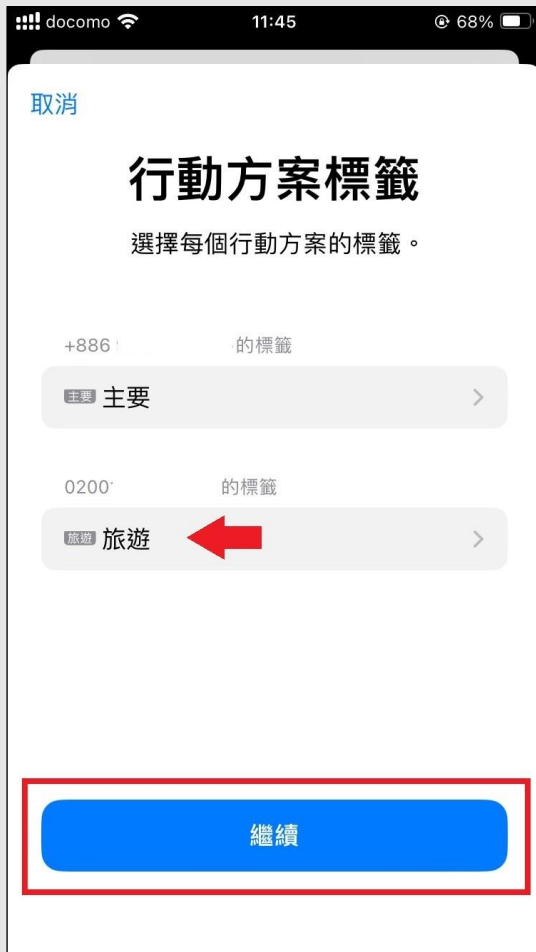 docomo 11:45 68%
取消
行動方案標籤
選擇每個行動方案的標籤。
+886 的標籤
主要 主要
0200 的標籤
旅遊 旅遊
繼續